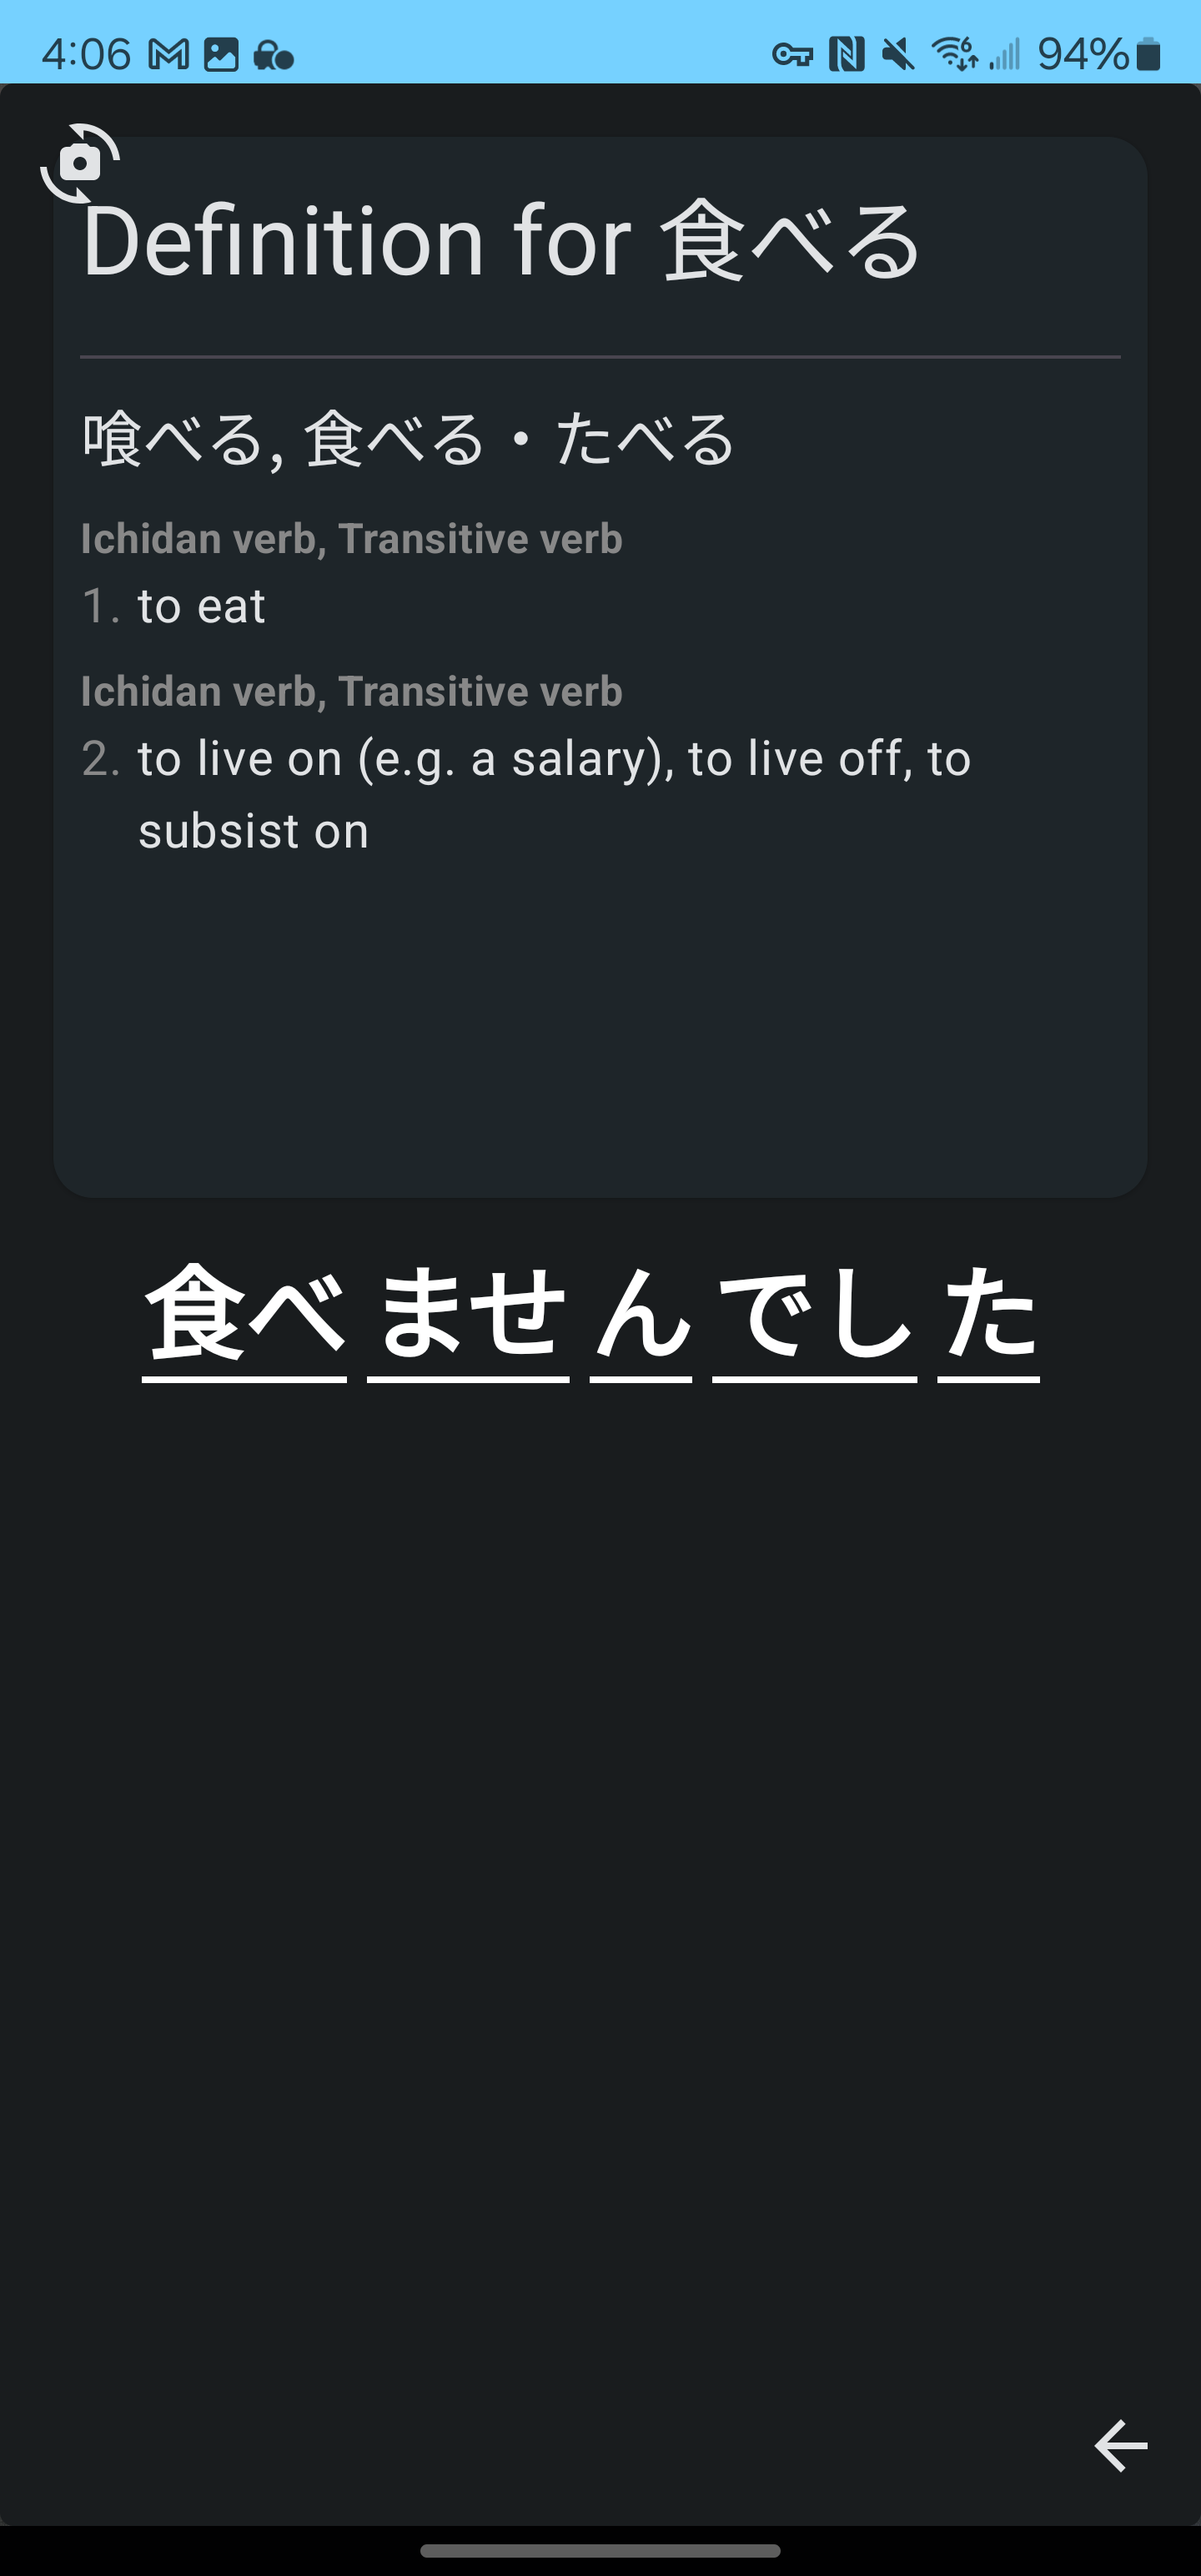 4:06 94%
Definition for 食べる
喰べる, 食べる・たべる
Ichidan verb, Transitive verb
1. to eat
Ichidan verb, Transitive verb
2. to live on (e.g. a salary), to live off, to
subsist on
食べ ませ ん でし た